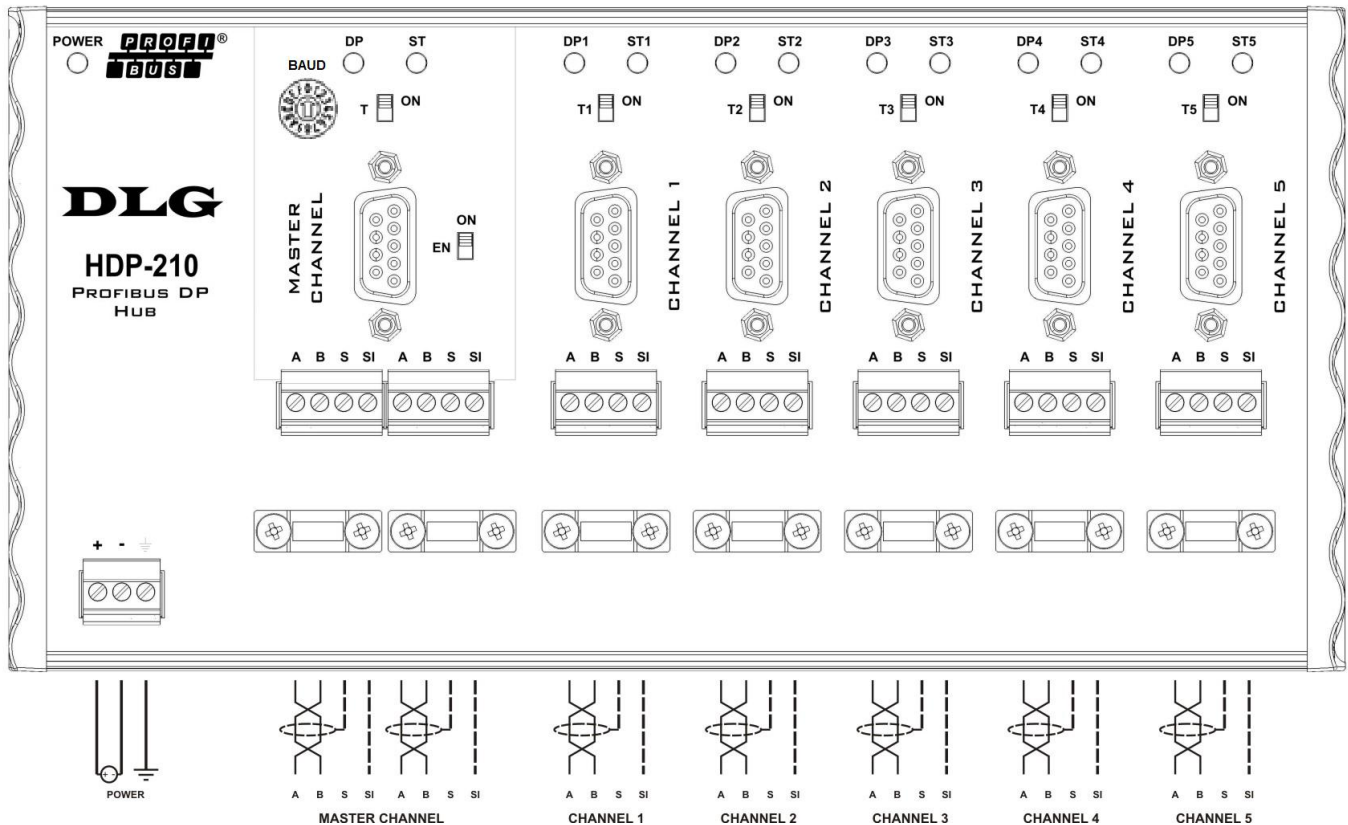 POWER PROFI® BUS
BAUD DP ST
DP1 ST1 DP2 ST2 DP3 ST3 DP4 ST4 DP5 ST5
T ON T1 ON T2 ON T3 ON T4 ON T5 ON
DLG
HDP-210
PROFIBUS DP
HUB
MASTER
CHANNEL
ON
EN
CHANNEL 1
CHANNEL 2
CHANNEL 3
CHANNEL 4
CHANNEL 5
A B S SI A B S SI A B S SI A B S SI A B S SI A B S SI A B S SI
+ -
POWER
A B S SI A B S SI A B S SI A B S SI A B S SI A B S SI A B S SI
MASTER CHANNEL CHANNEL 1 CHANNEL 2 CHANNEL 3 CHANNEL 4 CHANNEL 5